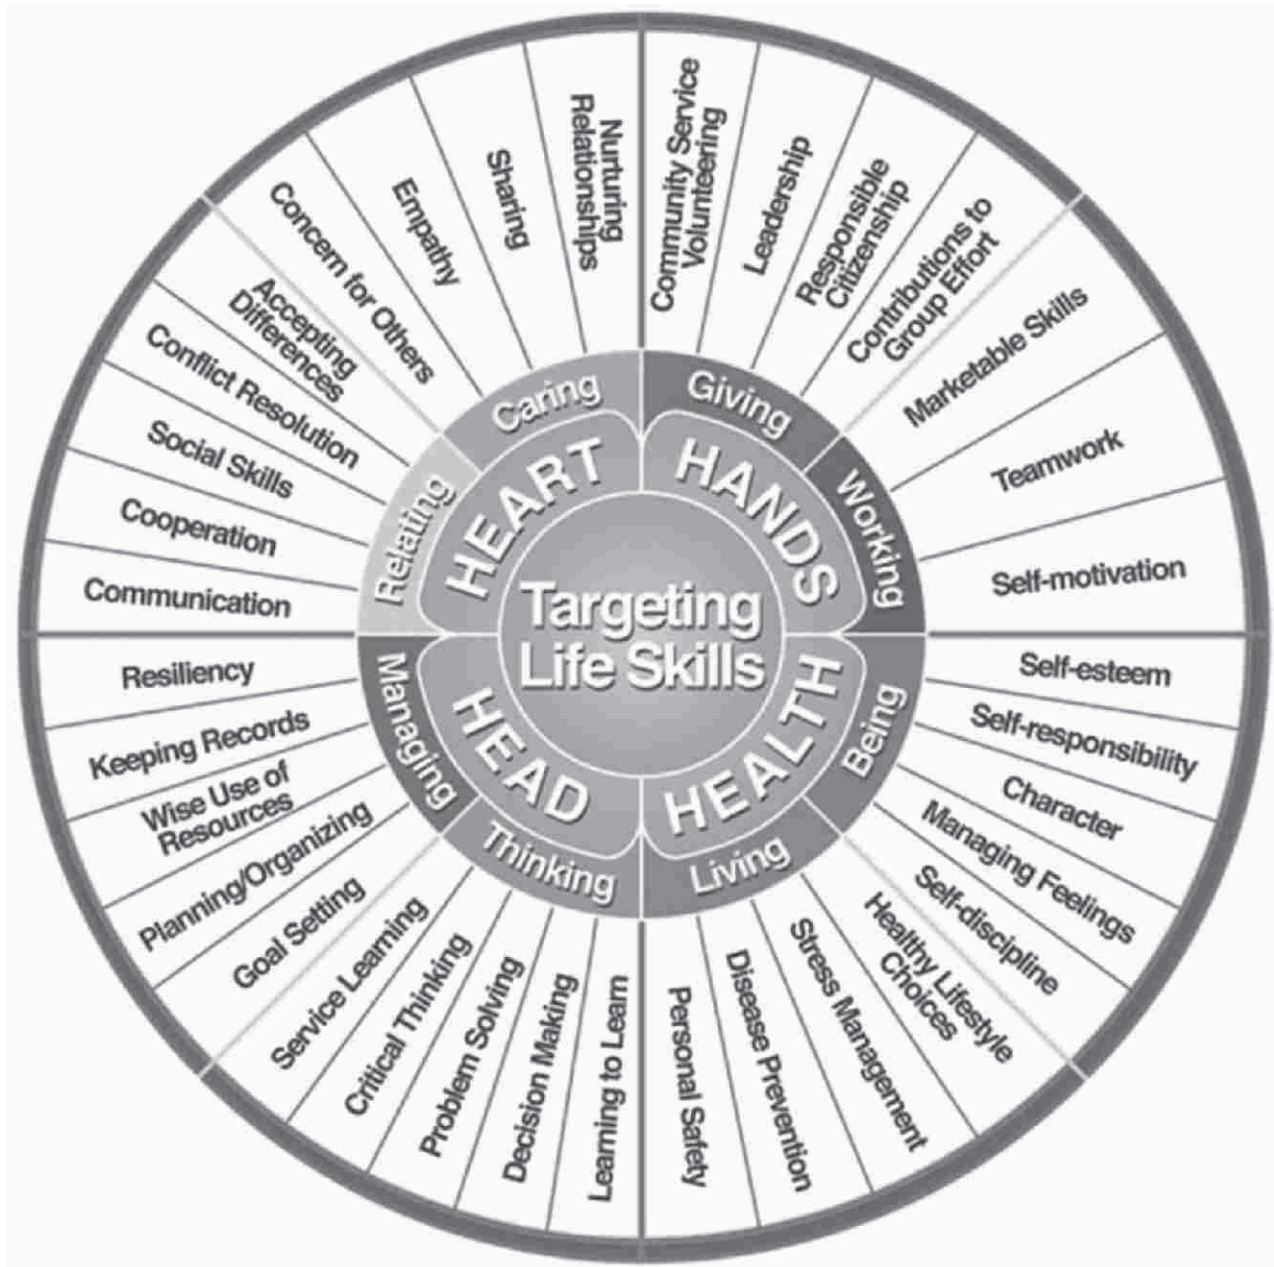 Targeting
Life Skills
HEART
HANDS
HEALTH
HEAD
Caring
Giving
Working
Being
Living
Thinking
Managing
Relating
Community Service
Volunteering
Leadership
Responsible
Citizenship
Contributions to
Group Effort
Marketable Skills
Teamwork
Self-motivation
Self-esteem
Self-responsibility
Character
Managing Feelings
Self-discipline
Healthy Lifestyle
Choices
Stress Management
Disease Prevention
Personal Safety
Learning to Learn
Decision Making
Problem Solving
Critical Thinking
Service Learning
Goal Setting
Planning/Organizing
Wise Use of
Resources
Keeping Records
Resiliency
Communication
Cooperation
Social Skills
Conflict Resolution
Accepting
Differences
Concern for Others
Empathy
Sharing
Nurturing
Relationships